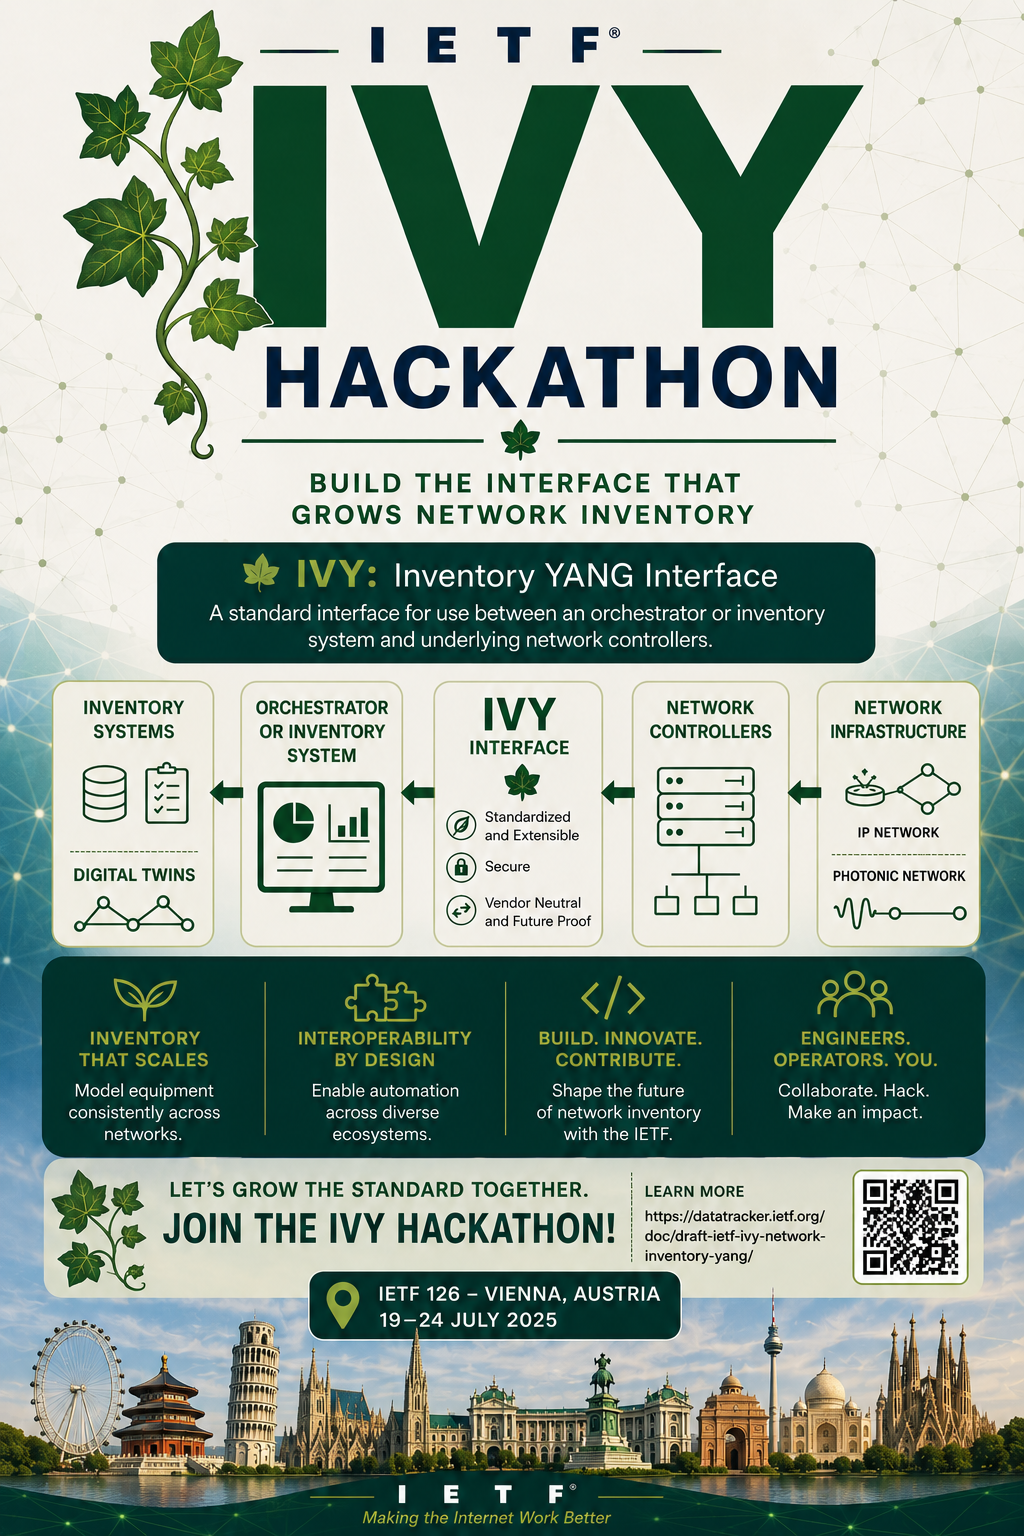 IETF®
IVY
HACKATHON
BUILD THE INTERFACE THAT
GROWS NETWORK INVENTORY
IVY: Inventory YANG Interface
A standard interface for use between an orchestrator or inventory
system and underlying network controllers.
INVENTORY
SYSTEMS
DIGITAL TWINS
ORCHESTRATOR
OR INVENTORY
SYSTEM
IVY
INTERFACE
Standardized
and Extensible
Secure
Vendor Neutral
and Future Proof
NETWORK
CONTROLLERS
NETWORK
INFRASTRUCTURE
IP NETWORK
PHOTONIC NETWORK
INVENTORY
THAT SCALES
Model equipment
consistently across
networks.
INTEROPERABILITY
BY DESIGN
Enable automation
across diverse
ecosystems.
BUILD. INNOVATE.
CONTRIBUTE.
Shape the future
of network inventory
with the IETF.
ENGINEERS.
OPERATORS. YOU.
Collaborate. Hack.
Make an impact.
LET'S GROW THE STANDARD TOGETHER.
JOIN THE IVY HACKATHON!
LEARN MORE
https://datatracker.ietf.org/
doc/draft-ietf-ivy-network-
inventory-yang/
IETF 126 – VIENNA, AUSTRIA
19–24 JULY 2025
IETF®
Making the Internet Work Better